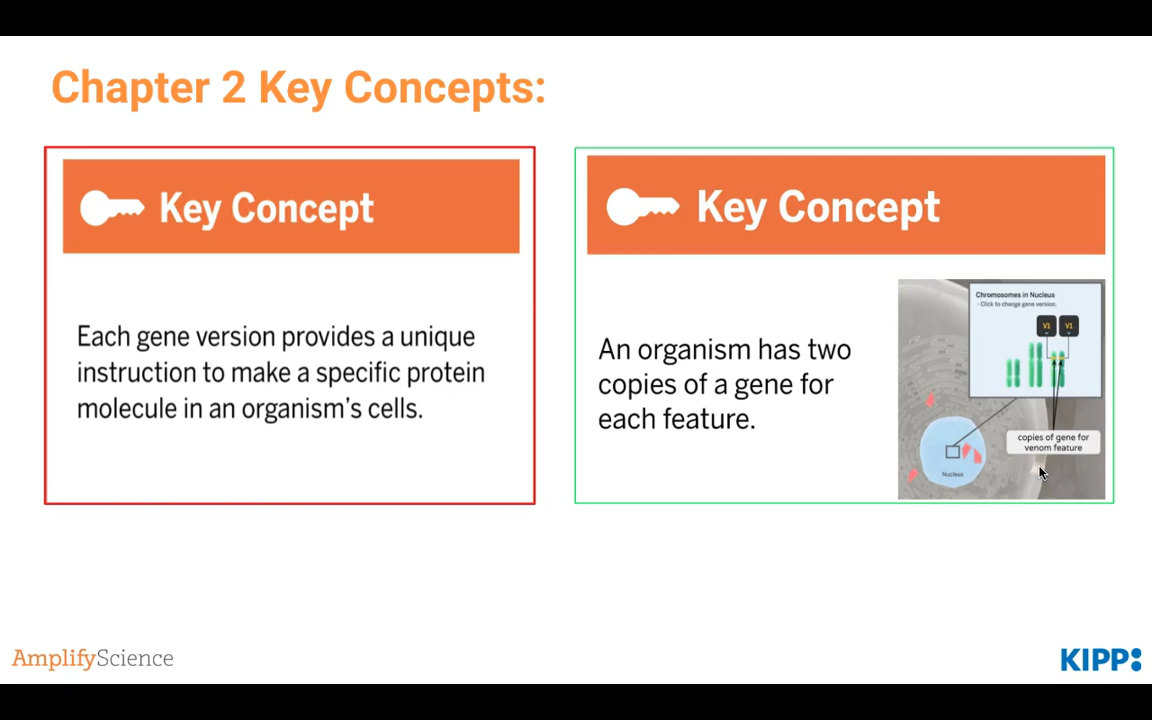 Chapter 2 Key Concepts:
Key Concept
Each gene version provides a unique
instruction to make a specific protein
molecule in an organism's cells.
Key Concept
An organism has two
copies of a gene for
each feature.
Chromosomes in Nucleus
- Click to change gene version.
V1 V1
copies of gene for
venom feature
Nucleus
AmplifyScience
KIPP: